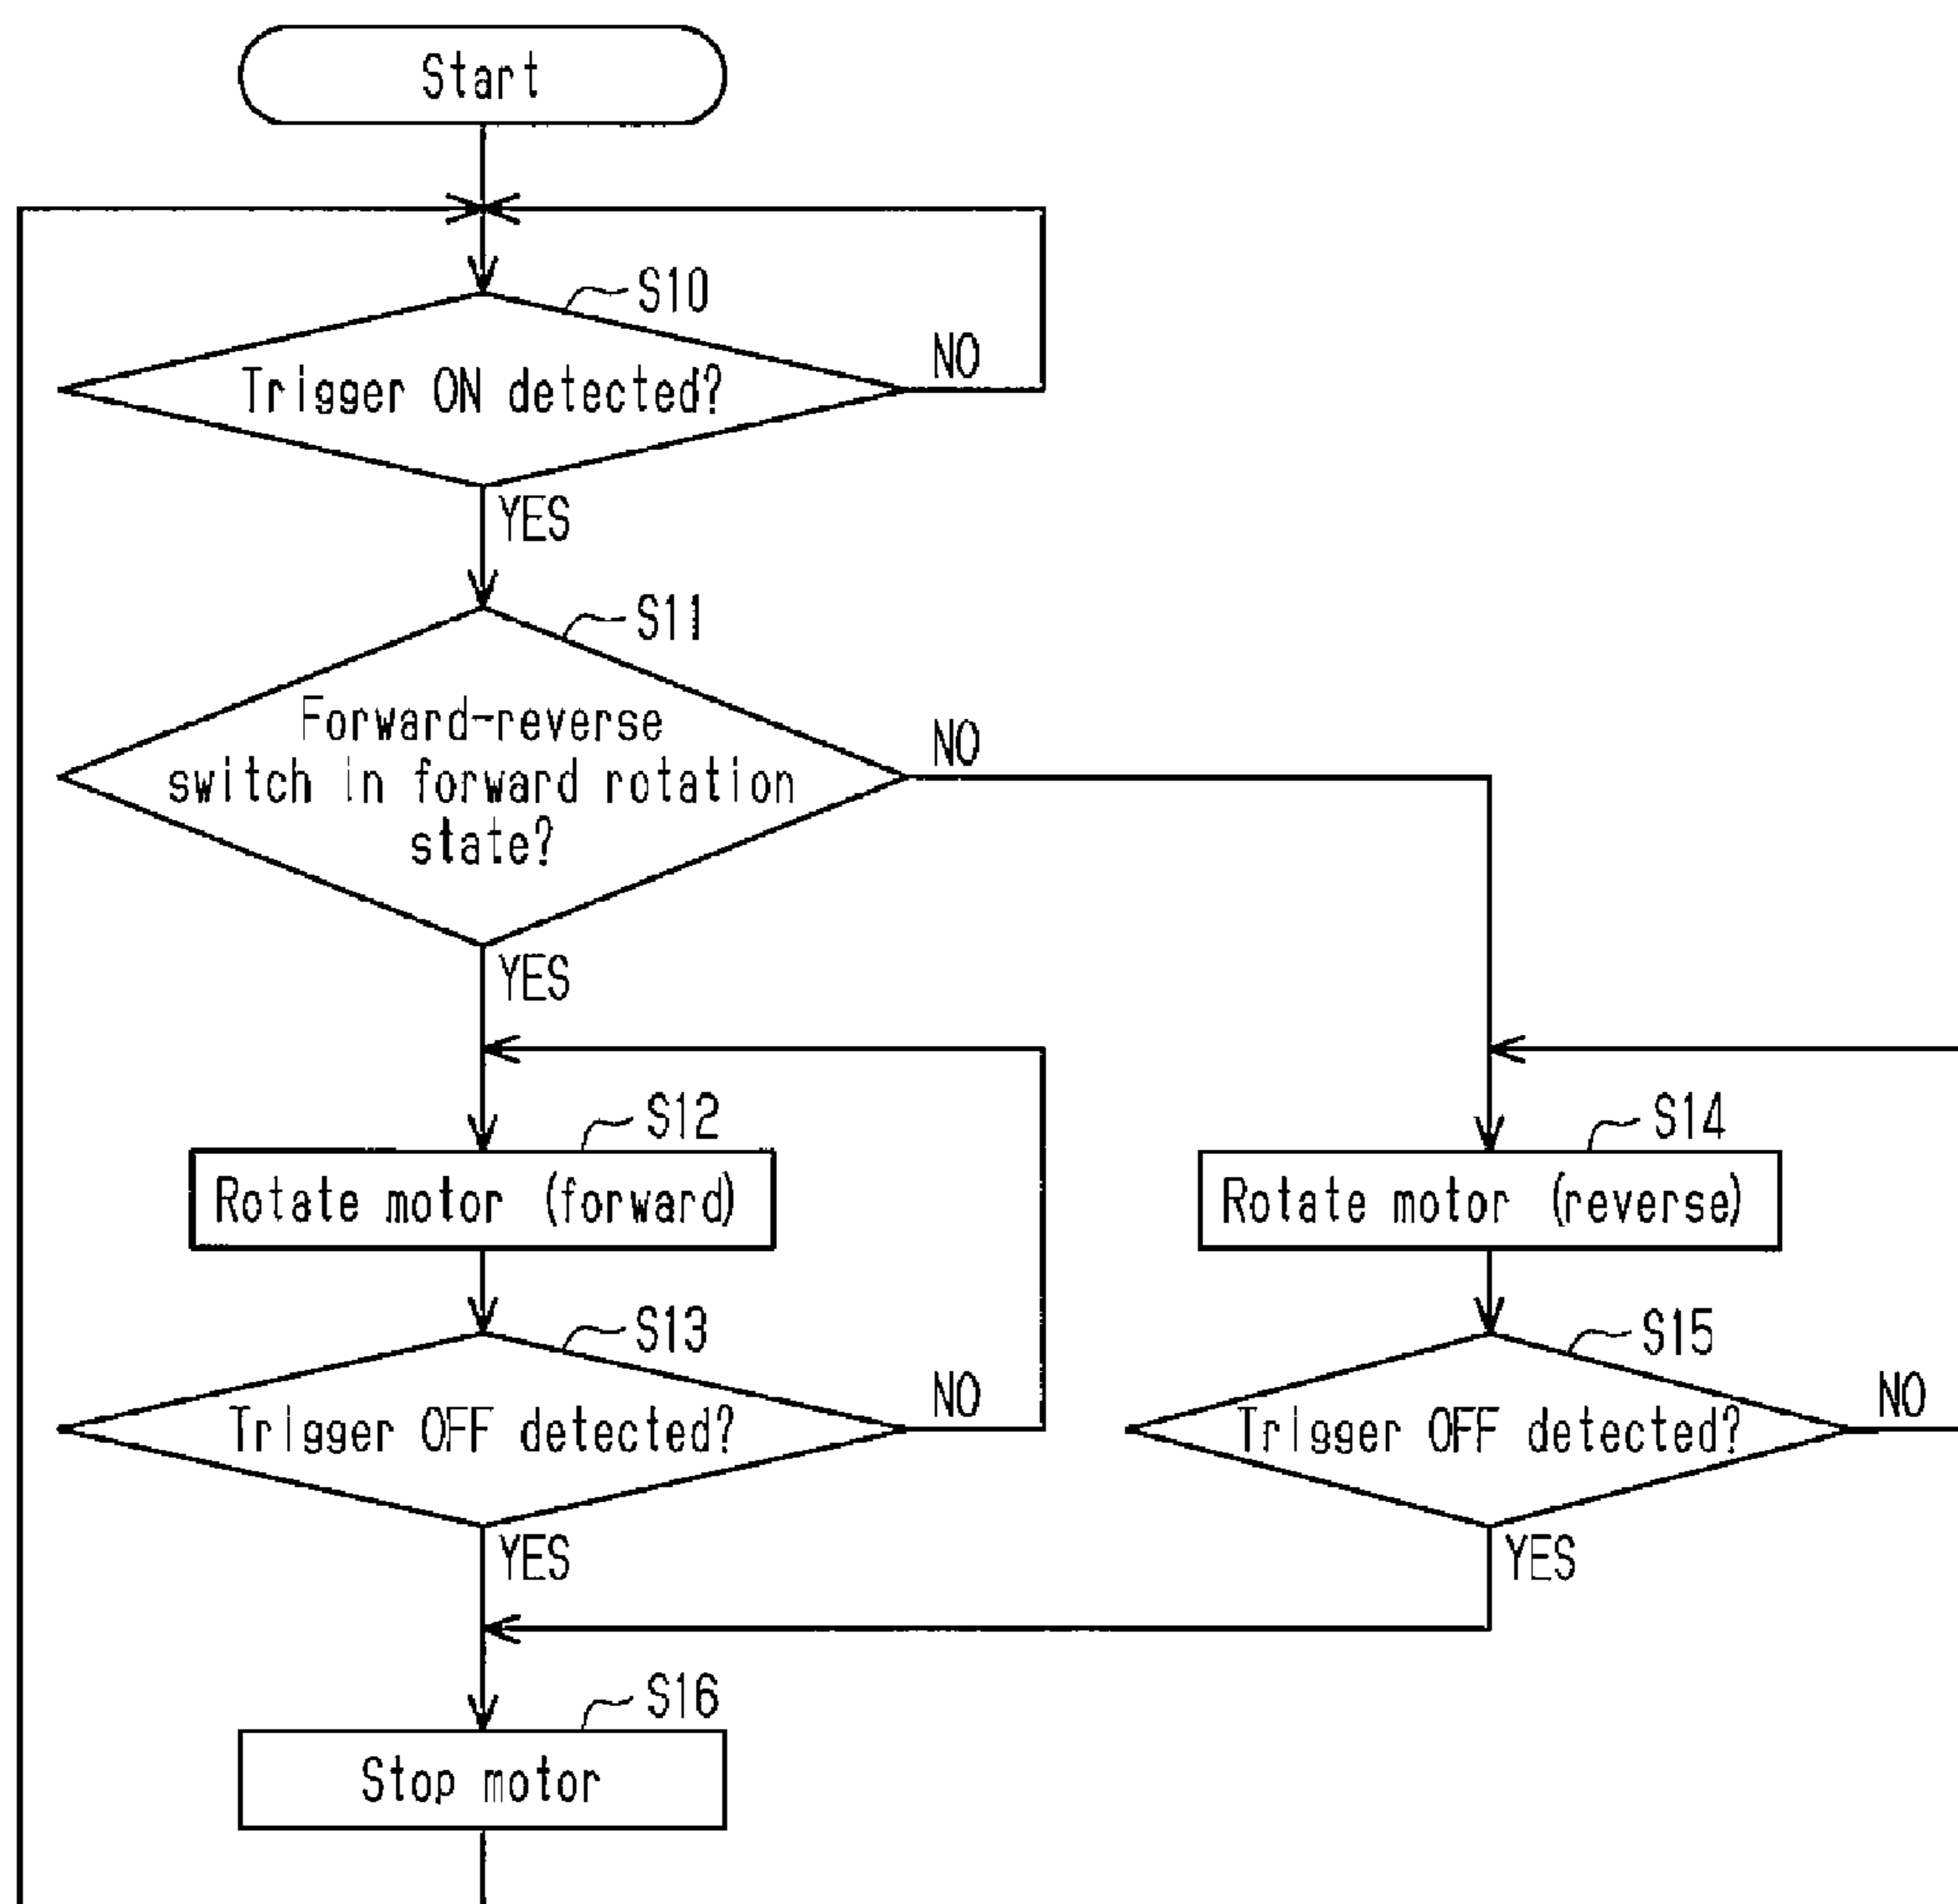 Start
S10
Trigger ON detected?
NO
YES
S11
Forward-reverse
switch in forward rotation
state?
NO
YES
S12
Rotate motor (forward)
S14
Rotate motor (reverse)
S13
Trigger OFF detected?
NO
S15
Trigger OFF detected?
NO
YES
YES
S16
Stop motor